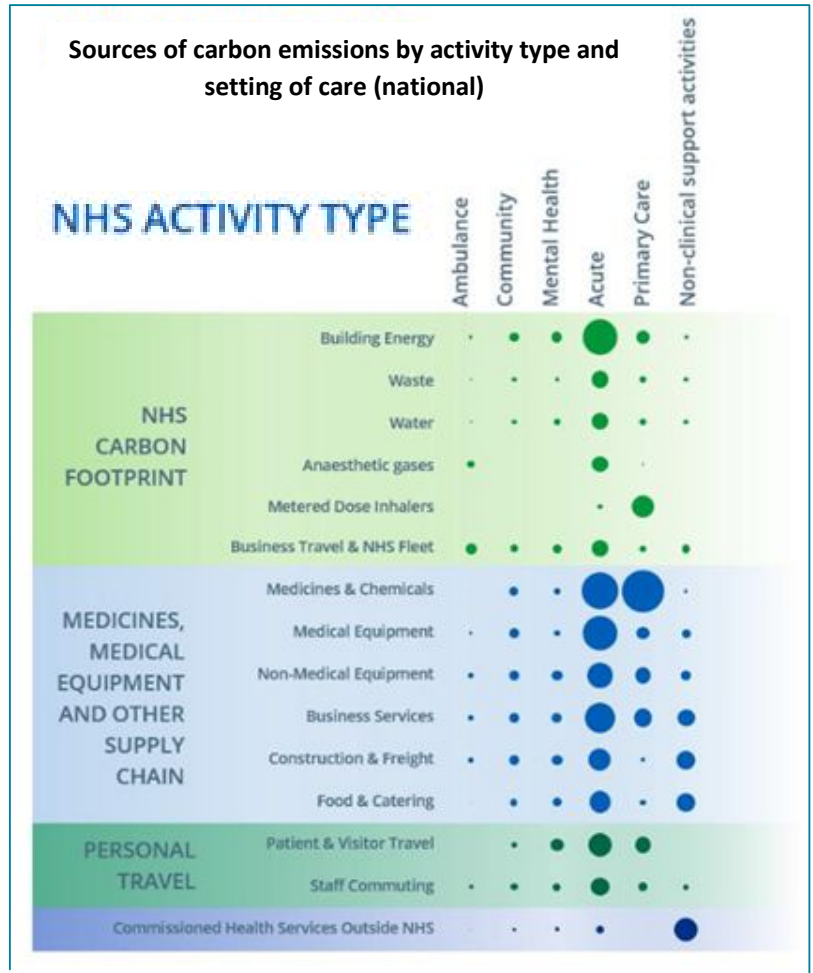 Sources of carbon emissions by activity type and
setting of care (national)
NHS ACTIVITY TYPE
Ambulance
Community
Mental Health
Acute
Primary Care
Non-clinical support activities
NHS
CARBON
FOOTPRINT
Building Energy
Waste
Water
Anaesthetic gases
Metered Dose Inhalers
Business Travel & NHS Fleet
MEDICINES,
MEDICAL
EQUIPMENT
AND OTHER
SUPPLY
CHAIN
Medicines & Chemicals
Medical Equipment
Non-Medical Equipment
Business Services
Construction & Freight
Food & Catering
PERSONAL
TRAVEL
Patient & Visitor Travel
Staff Commuting
Commissioned Health Services Outside NHS